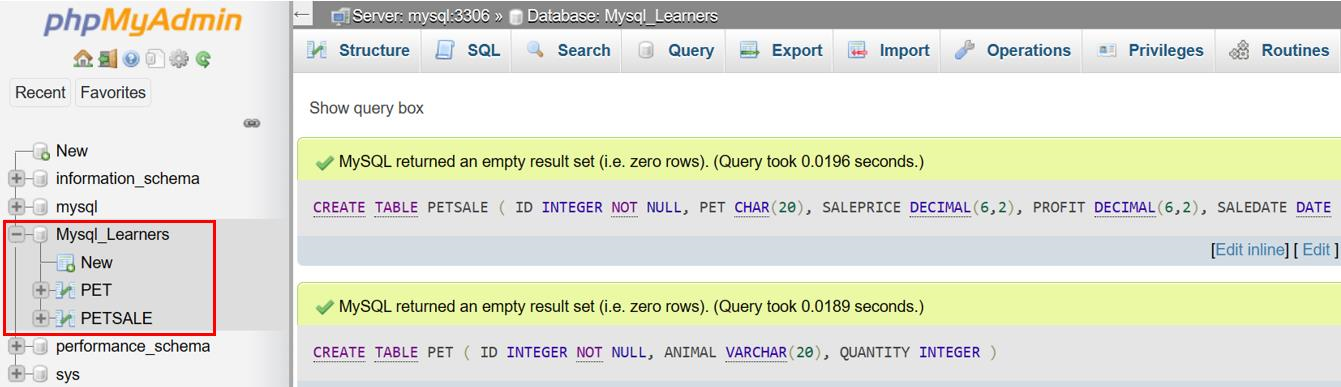 phpMyAdmin
Recent Favorites
New
information_schema
mysql
Mysql_Learners
New
PET
PETSALE
performance_schema
sys
Server: mysql:3306 » Database: Mysql_Learners
Structure SQL Search Query Export Import Operations Privileges Routines
Show query box
MySQL returned an empty result set (i.e. zero rows). (Query took 0.0196 seconds.)
CREATE TABLE PETSALE ( ID INTEGER NOT NULL, PET CHAR(20), SALEPRICE DECIMAL(6,2), PROFIT DECIMAL(6,2), SALEDATE DATE
[Edit inline] [ Edit ]
MySQL returned an empty result set (i.e. zero rows). (Query took 0.0189 seconds.)
CREATE TABLE PET ( ID INTEGER NOT NULL, ANIMAL VARCHAR(20), QUANTITY INTEGER )